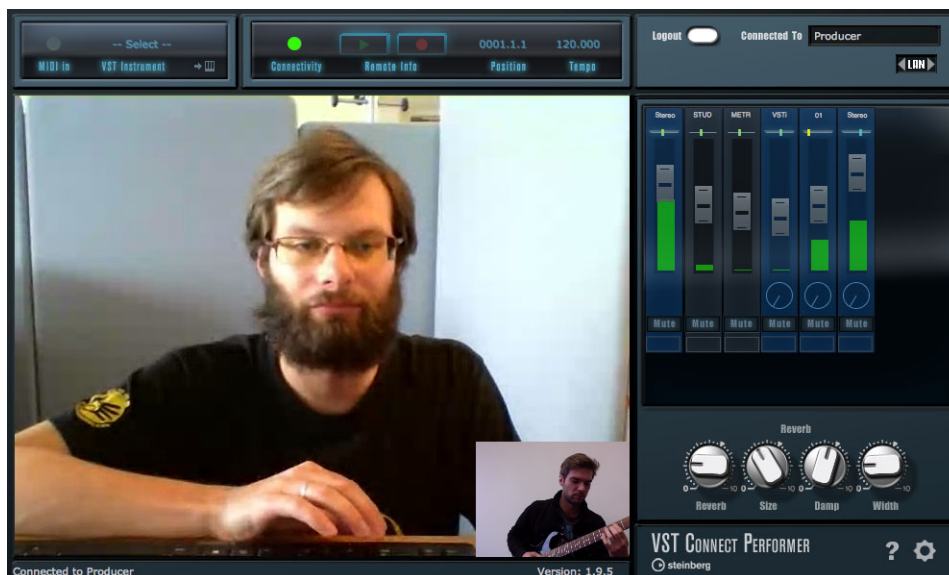 -- Select --
MIDI in VST Instrument
0001.1.1 120.000
Connectivity Remote Info Position Tempo
Logout Connected To Producer
LAN
Stereo STUD METR VSTi 01 Stereo
Mute Mute Mute Mute Mute Mute
Reverb
0 10 0 10 0 10 0 10
Reverb Size Damp Width
VST CONNECT PERFORMER
steinberg
?
Connected to Producer Version: 1.9.5